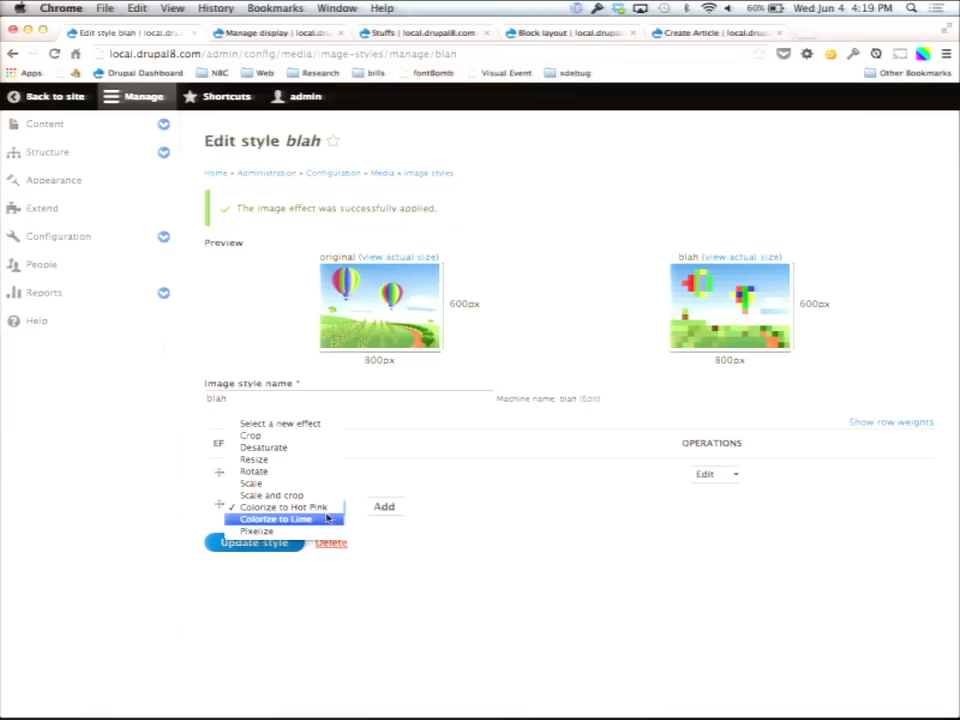 Chrome File Edit View History Bookmarks Window Help 60% Wed Jun 4 4:19 PM
Edit style blah | local.dru Manage display | local.d Stuffs | local.drupal8.com Block layout | local.drupa Create Article | local.drup
local.drupal8.com/admin/config/media/image-styles/manage/blah
Apps Drupal Dashboard NBC Web Research bills fontBomb Visual Event xdebug Other Bookmarks
Back to site Manage Shortcuts admin
Content
Structure
Appearance
Extend
Configuration
People
Reports
Help
Edit style blah
Home » Administration » Configuration » Media » Image styles
The image effect was successfully applied.
Preview
original (view actual size) blah (view actual size)
600px 600px
800px 800px
Image style name *
blah Machine name: blah [Edit]
Show row weights
EF OPERATIONS
Select a new effect
Crop
Desaturate
Resize
Rotate
Scale
Scale and crop
✓ Colorize to Hot Pink
Colorize to Lime
Pixelize
Edit
Add
Update style Delete